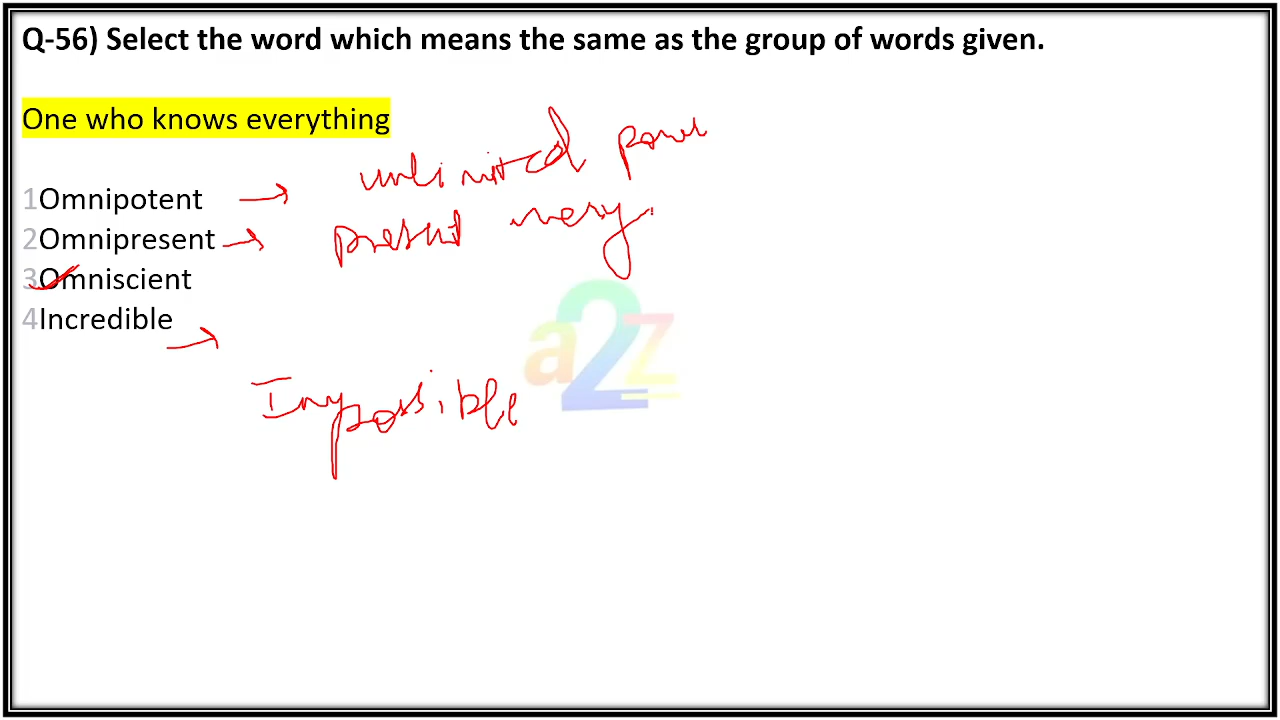 Q-56) Select the word which means the same as the group of words given.
One who knows everything
1Omnipotent → unlimited power
2Omnipresent → present every
3Omniscient
4Incredible →
Impossible
a2z